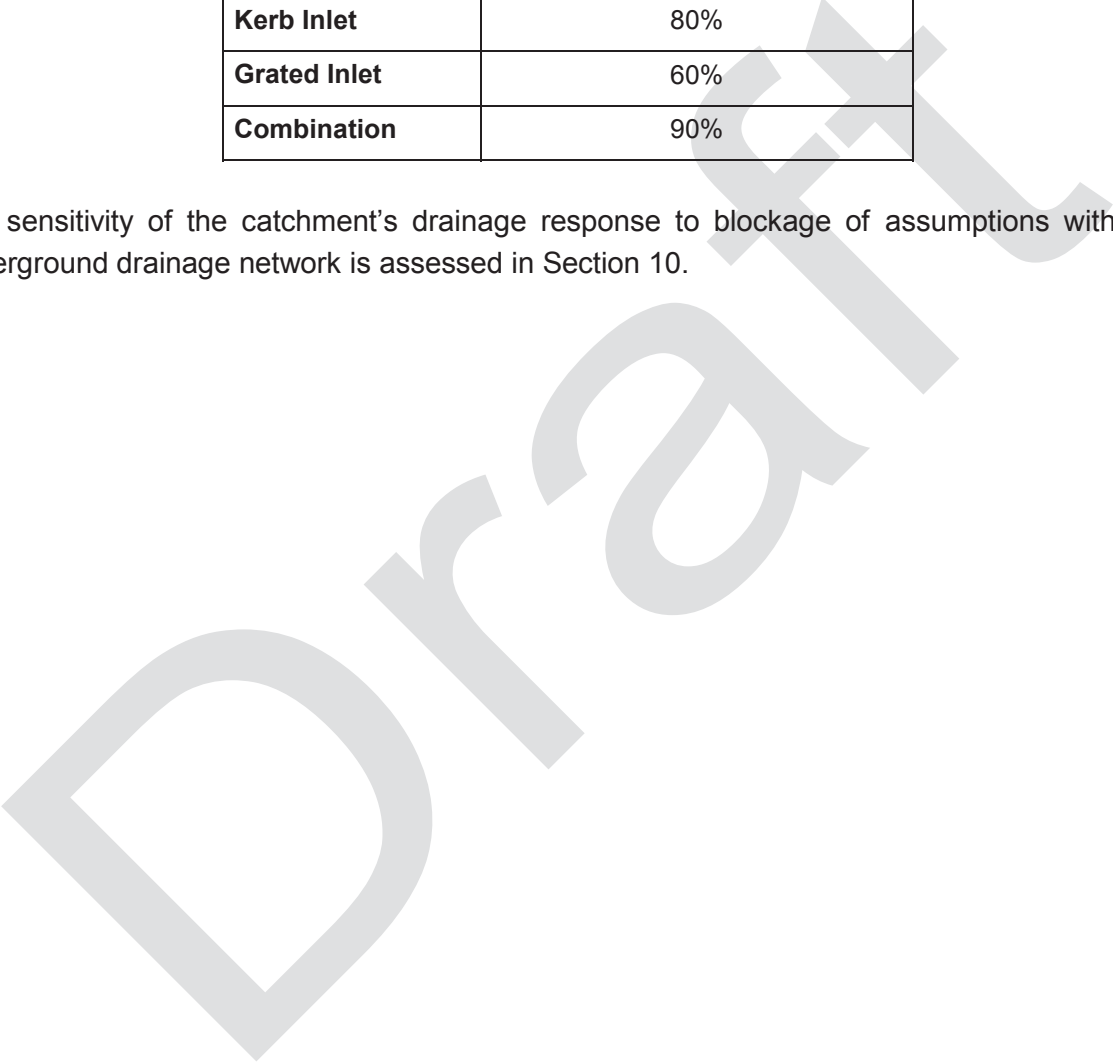 Kerb Inlet 80%
Grated Inlet 60%
Combination 90%
sensitivity of the catchment’s drainage response to blockage of assumptions with
erground drainage network is assessed in Section 10.
Draft